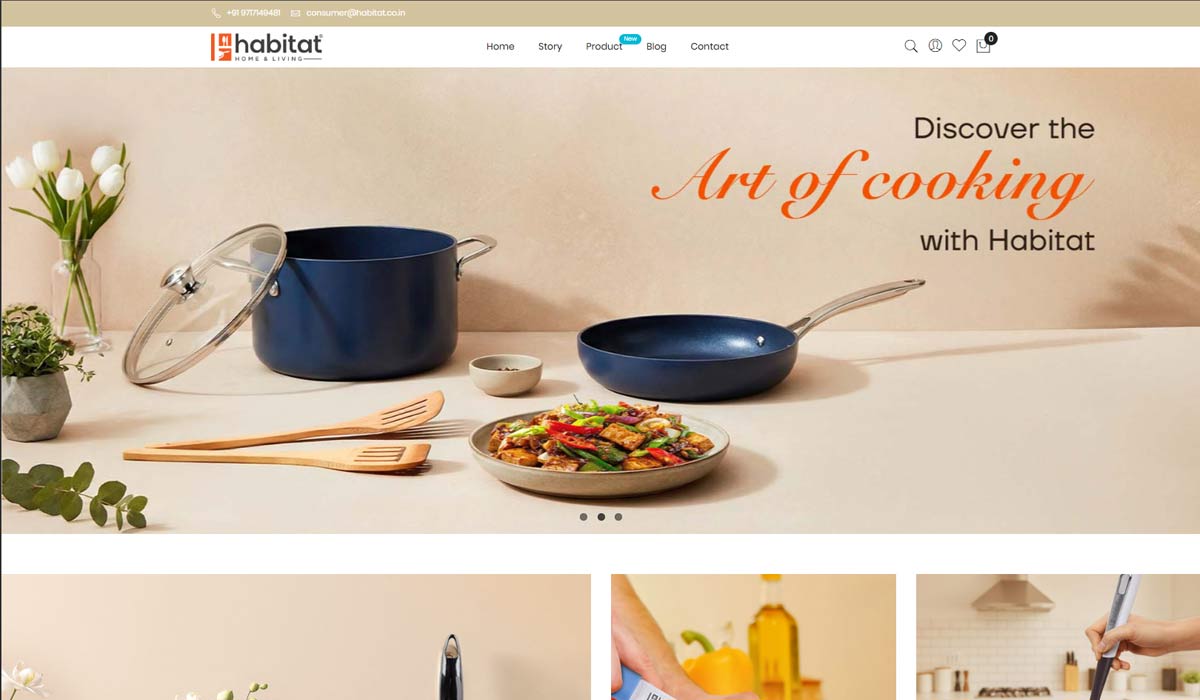 +91 9717149481 consumer@habitat.co.in
habitat®
HOME & LIVING
Home Story Product New Blog Contact
0
Discover the
Art of cooking
with Habitat